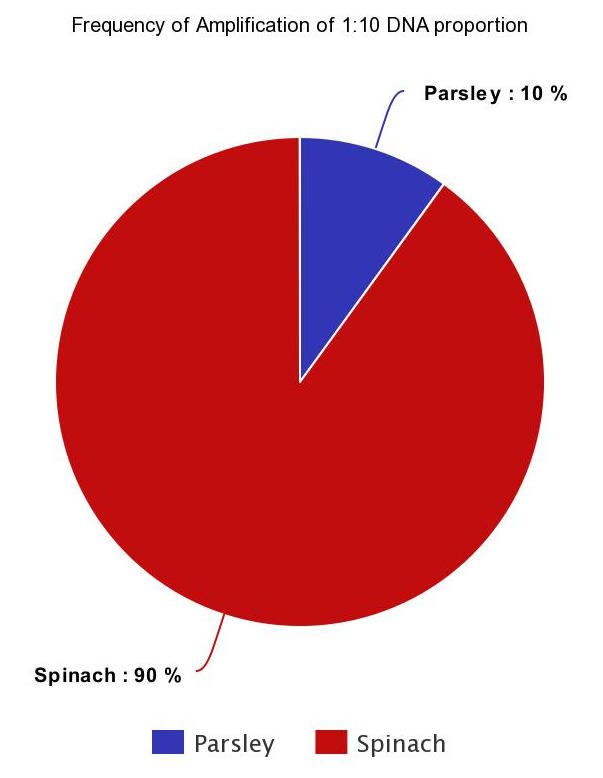 Frequency of Amplification of 1:10 DNA proportion
Parsley : 10 %
Spinach : 90 %
Parsley
Spinach